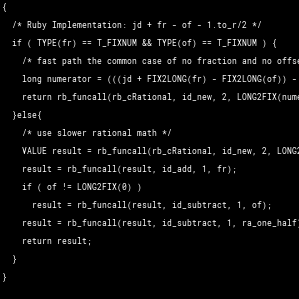 {
/* Ruby Implementation: jd + fr - of - 1.to_r/2 */
if ( TYPE(fr) == T_FIXNUM && TYPE(of) == T_FIXNUM ) {
/* fast path the common case of no fraction and no offse
long numerator = (((jd + FIX2LONG(fr) - FIX2LONG(of)) -
return rb_funcall(rb_cRational, id_new, 2, LONG2FIX(nume
}else{
/* use slower rational math */
VALUE result = rb_funcall(rb_cRational, id_new, 2, LONG2
result = rb_funcall(result, id_add, 1, fr);
if ( of != LONG2FIX(0) )
result = rb_funcall(result, id_subtract, 1, of);
result = rb_funcall(result, id_subtract, 1, ra_one_half)
return result;
}
}